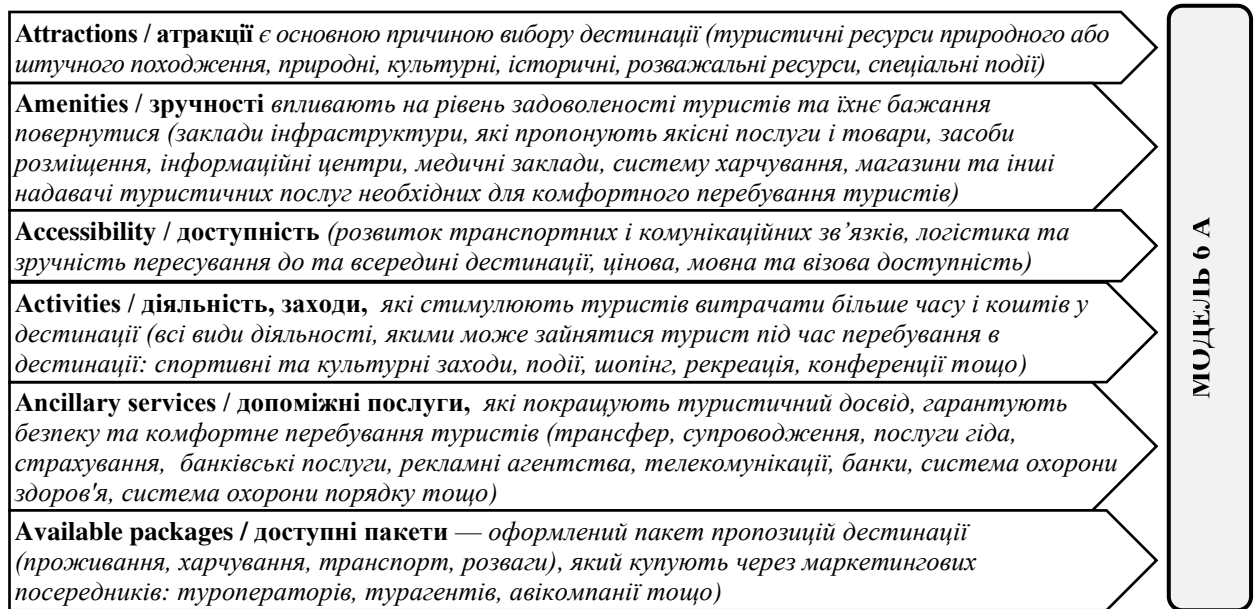 Attractions / атракції є основною причиною вибору дестинації (туристичні ресурси природного або
штучного походження, природні, культурні, історичні, розважальні ресурси, спеціальні події)
Amenities / зручності впливають на рівень задоволеності туристів та їхнє бажання
повернутися (заклади інфраструктури, які пропонують якісні послуги і товари, засоби
розміщення, інформаційні центри, медичні заклади, систему харчування, магазини та інші
надавачі туристичних послуг необхідних для комфортного перебування туристів)
Accessibility / доступність (розвиток транспортних і комунікаційних зв’язків, логістика та
зручність пересування до та всередині дестинації, цінова, мовна та візова доступність)
Activities / діяльність, заходи, які стимулюють туристів витрачати більше часу і коштів у
дестинації (всі види діяльності, якими може зайнятися турист під час перебування в
дестинації: спортивні та культурні заходи, події, шопінг, рекреація, конференції тощо)
Ancillary services / допоміжні послуги, які покращують туристичний досвід, гарантують
безпеку та комфортне перебування туристів (трансфер, супроводження, послуги гіда,
страхування, банківські послуги, рекламні агентства, телекомунікації, банки, система охорони
здоров'я, система охорони порядку тощо)
Available packages / доступні пакети — оформлений пакет пропозицій дестинації
(проживання, харчування, транспорт, розваги), який купують через маркетингових
посередників: туроператорів, турагентів, авікомпанії тощо)
МОДЕЛЬ 6 А